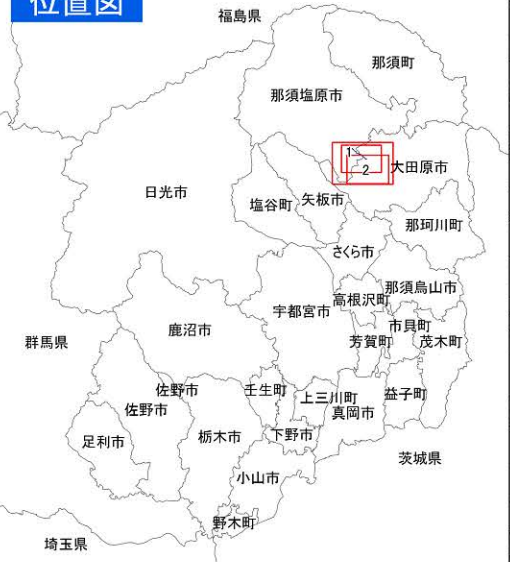 位置図
福島県
那須町
那須塩原市
1
2
大田原市
日光市
塩谷町
矢板市
那珂川町
さくら市
那須烏山市
高根沢町
宇都宮市
市貝町
鹿沼市
芳賀町
茂木町
群馬県
佐野市
壬生町
上三川町
益子町
佐野市
真岡市
足利市
栃木市
下野市
茨城県
小山市
野木町
埼玉県